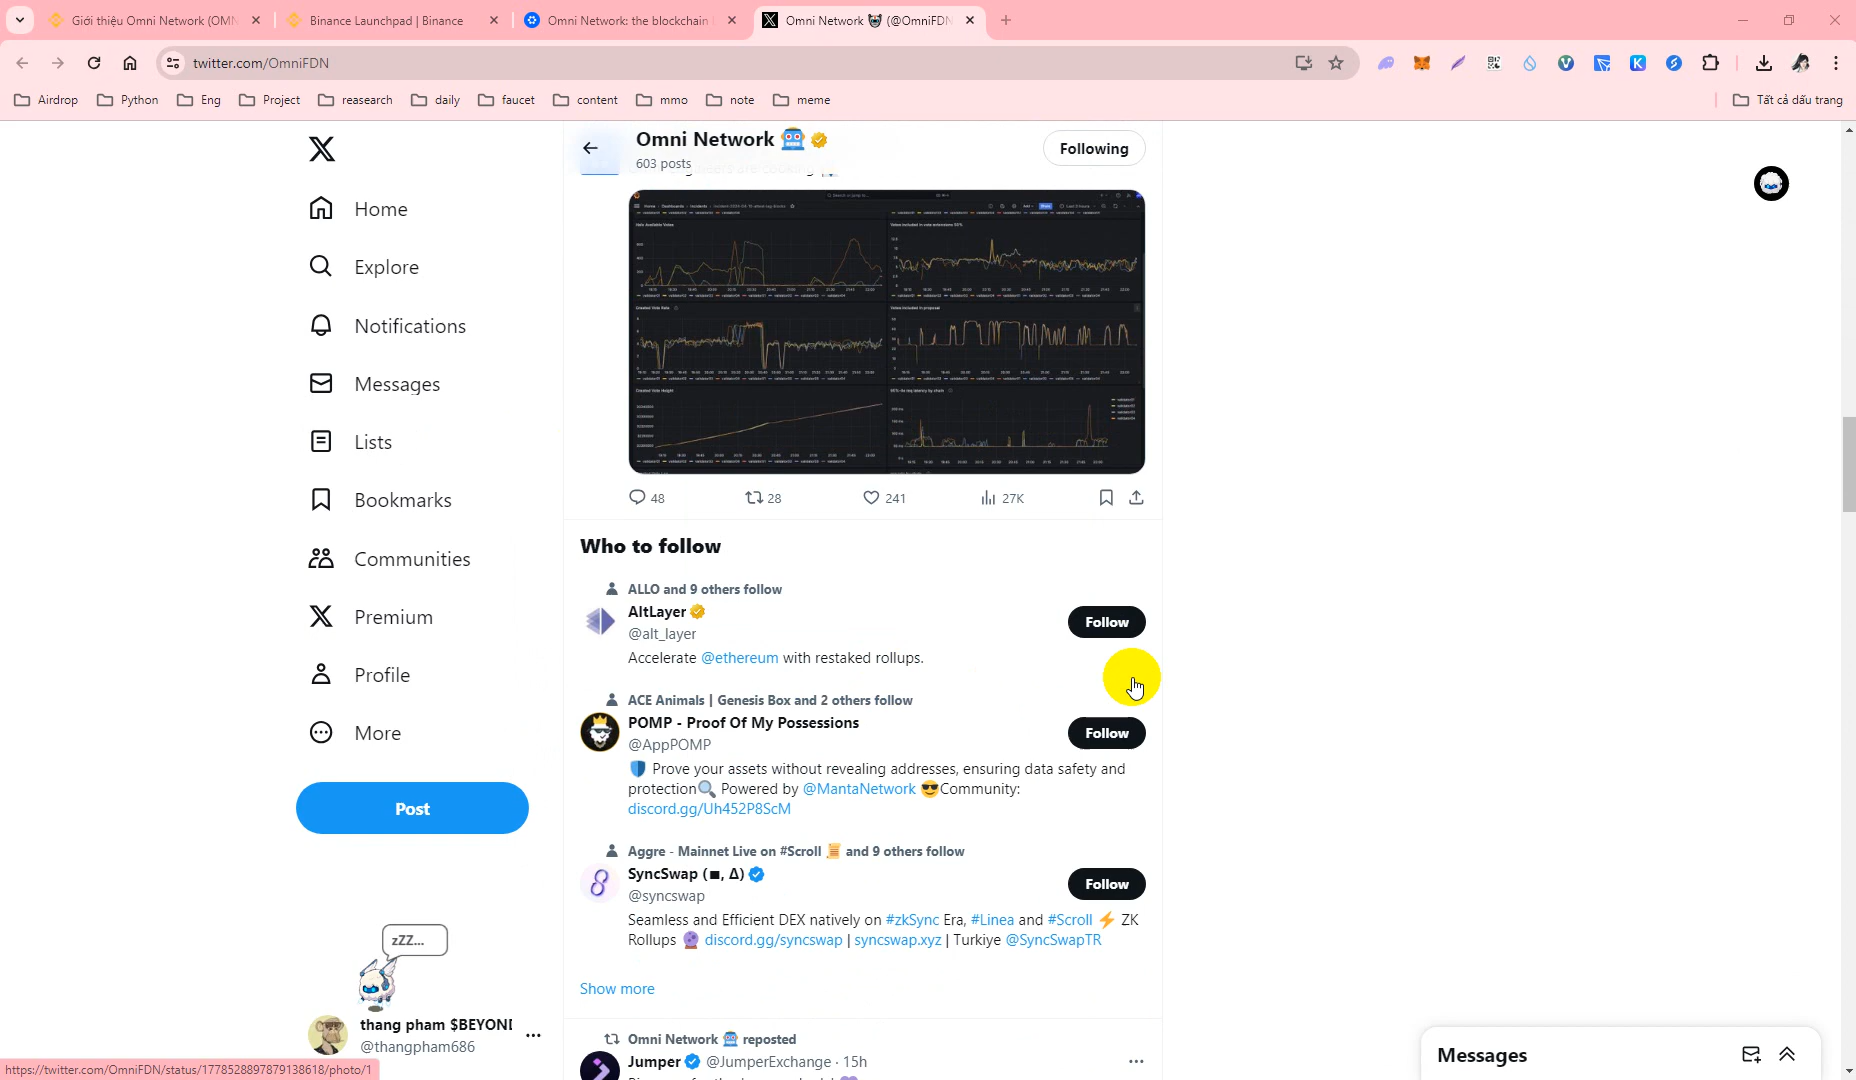 Giới thiệu Omni Network (OMN
Binance Launchpad | Binance
Omni Network: the blockchain
Omni Network (@OmniFDN
twitter.com/OmniFDN
Airdrop
Python
Eng
Project
reasearch
daily
faucet
content
mmo
note
meme
Tất cả dấu trang
Omni Network
603 posts
Following
Home
Explore
Notifications
Messages
Lists
Bookmarks
Communities
Premium
Profile
More
Post
zZZ...
thang pham $BEYON
@thangpham686
48
28
241
27K
Who to follow
ALLO and 9 others follow
AltLayer
@alt_layer
Follow
Accelerate @ethereum with restaked rollups.
ACE Animals | Genesis Box and 2 others follow
POMP - Proof Of My Possessions
@AppPOMP
Follow
Prove your assets without revealing addresses, ensuring data safety and
protection Powered by @MantaNetwork Community:
discord.gg/Uh452P8ScM
Aggre - Mainnet Live on #Scroll and 9 others follow
SyncSwap (■, Δ)
@syncswap
Follow
Seamless and Efficient DEX natively on #zkSync Era, #Linea and #Scroll ⚡ ZK
Rollups discord.gg/syncswap | syncswap.xyz | Turkiye @SyncSwapTR
Show more
Omni Network reposted
Jumper @JumperExchange · 15h
Messages
https://twitter.com/OmniFDN/status/1778528897879138618/photo/1